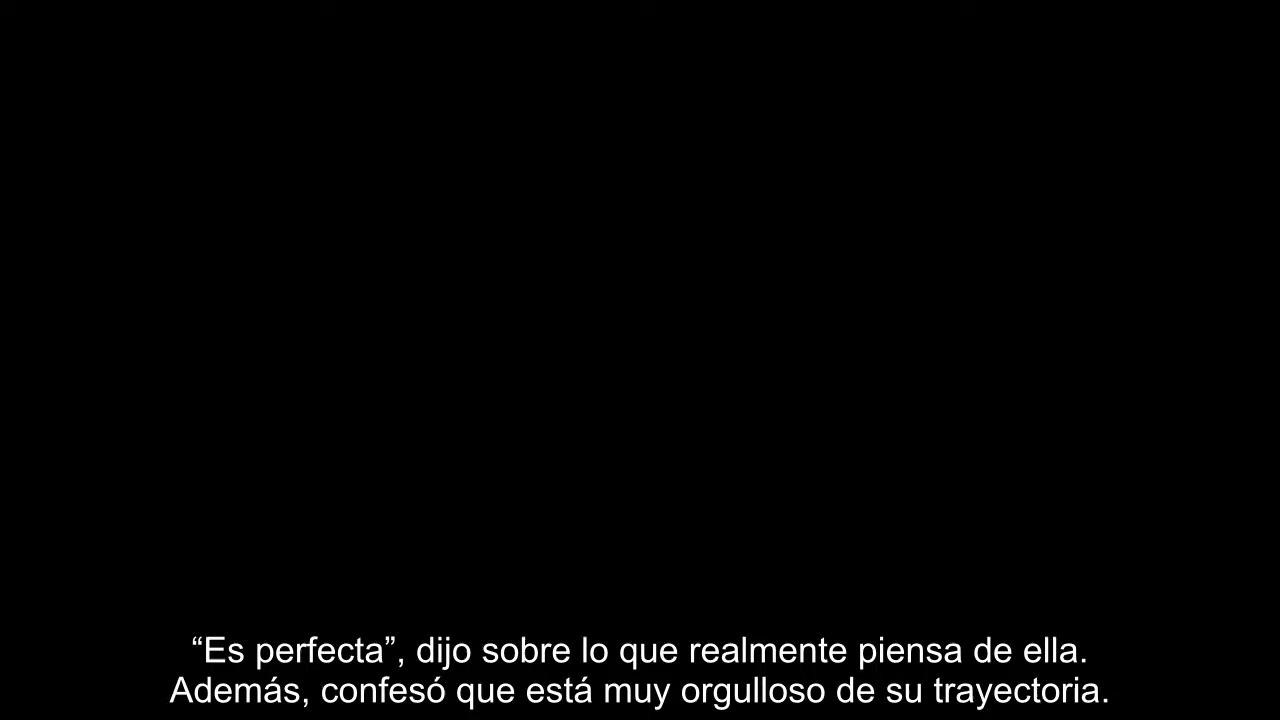 “Es perfecta”, dijo sobre lo que realmente piensa de ella.
Además, confesó que está muy orgulloso de su trayectoria.